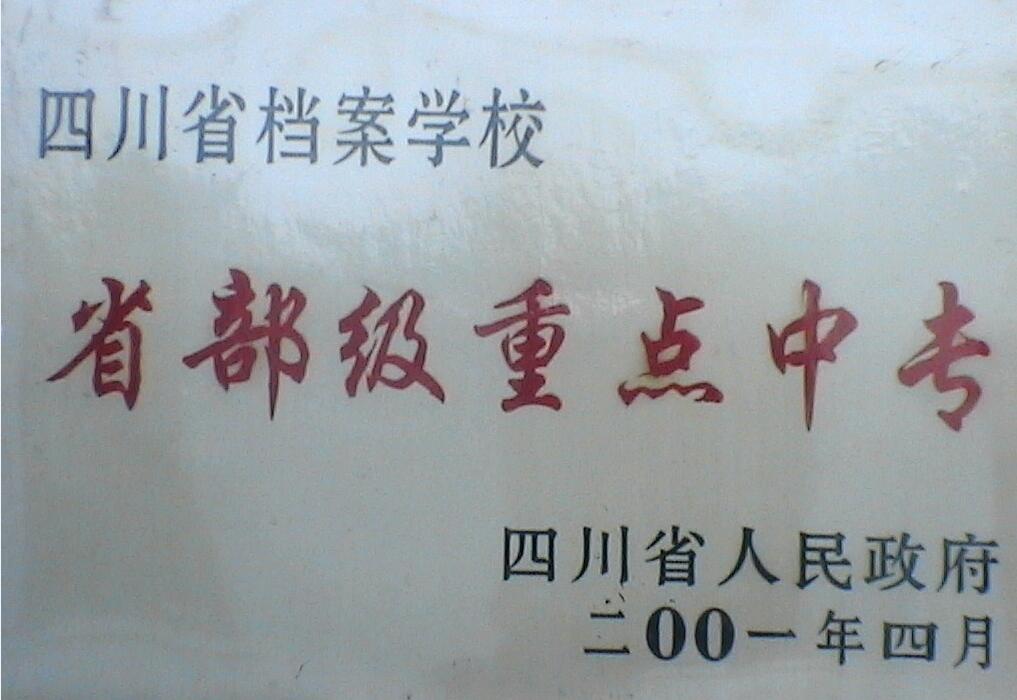 四川省档案学校
省部级重点中专
四川省人民政府
二00一年四月